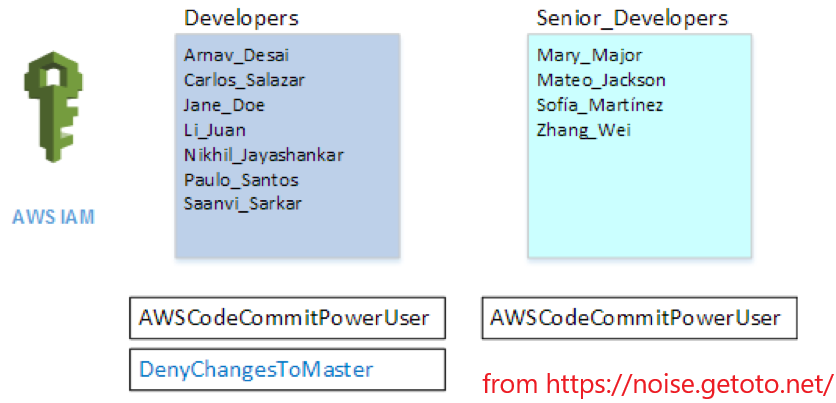 Developers
Senior_Developers
Arnav_Desai
Carlos_Salazar
Jane_Doe
Li_Juan
Nikhil_Jayashankar
Paulo_Santos
Saanvi_Sarkar
Mary_Major
Mateo_Jackson
Sofía_Martínez
Zhang_Wei
AWS IAM
AWSCodeCommitPowerUser
AWSCodeCommitPowerUser
DenyChangesToMaster
from https://noise.getoto.net/